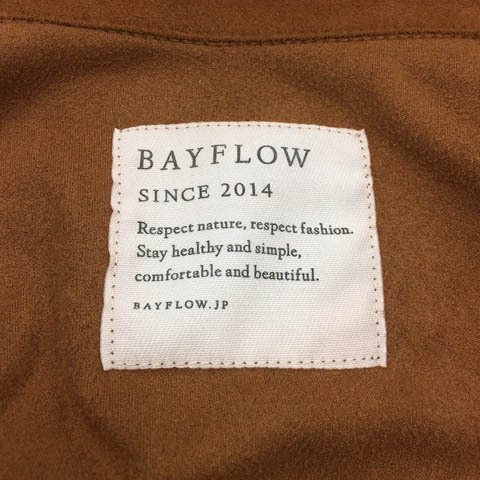 BAYFLOW
SINCE 2014
Respect nature, respect fashion.
Stay healthy and simple,
comfortable and beautiful.
BAYFLOW.JP